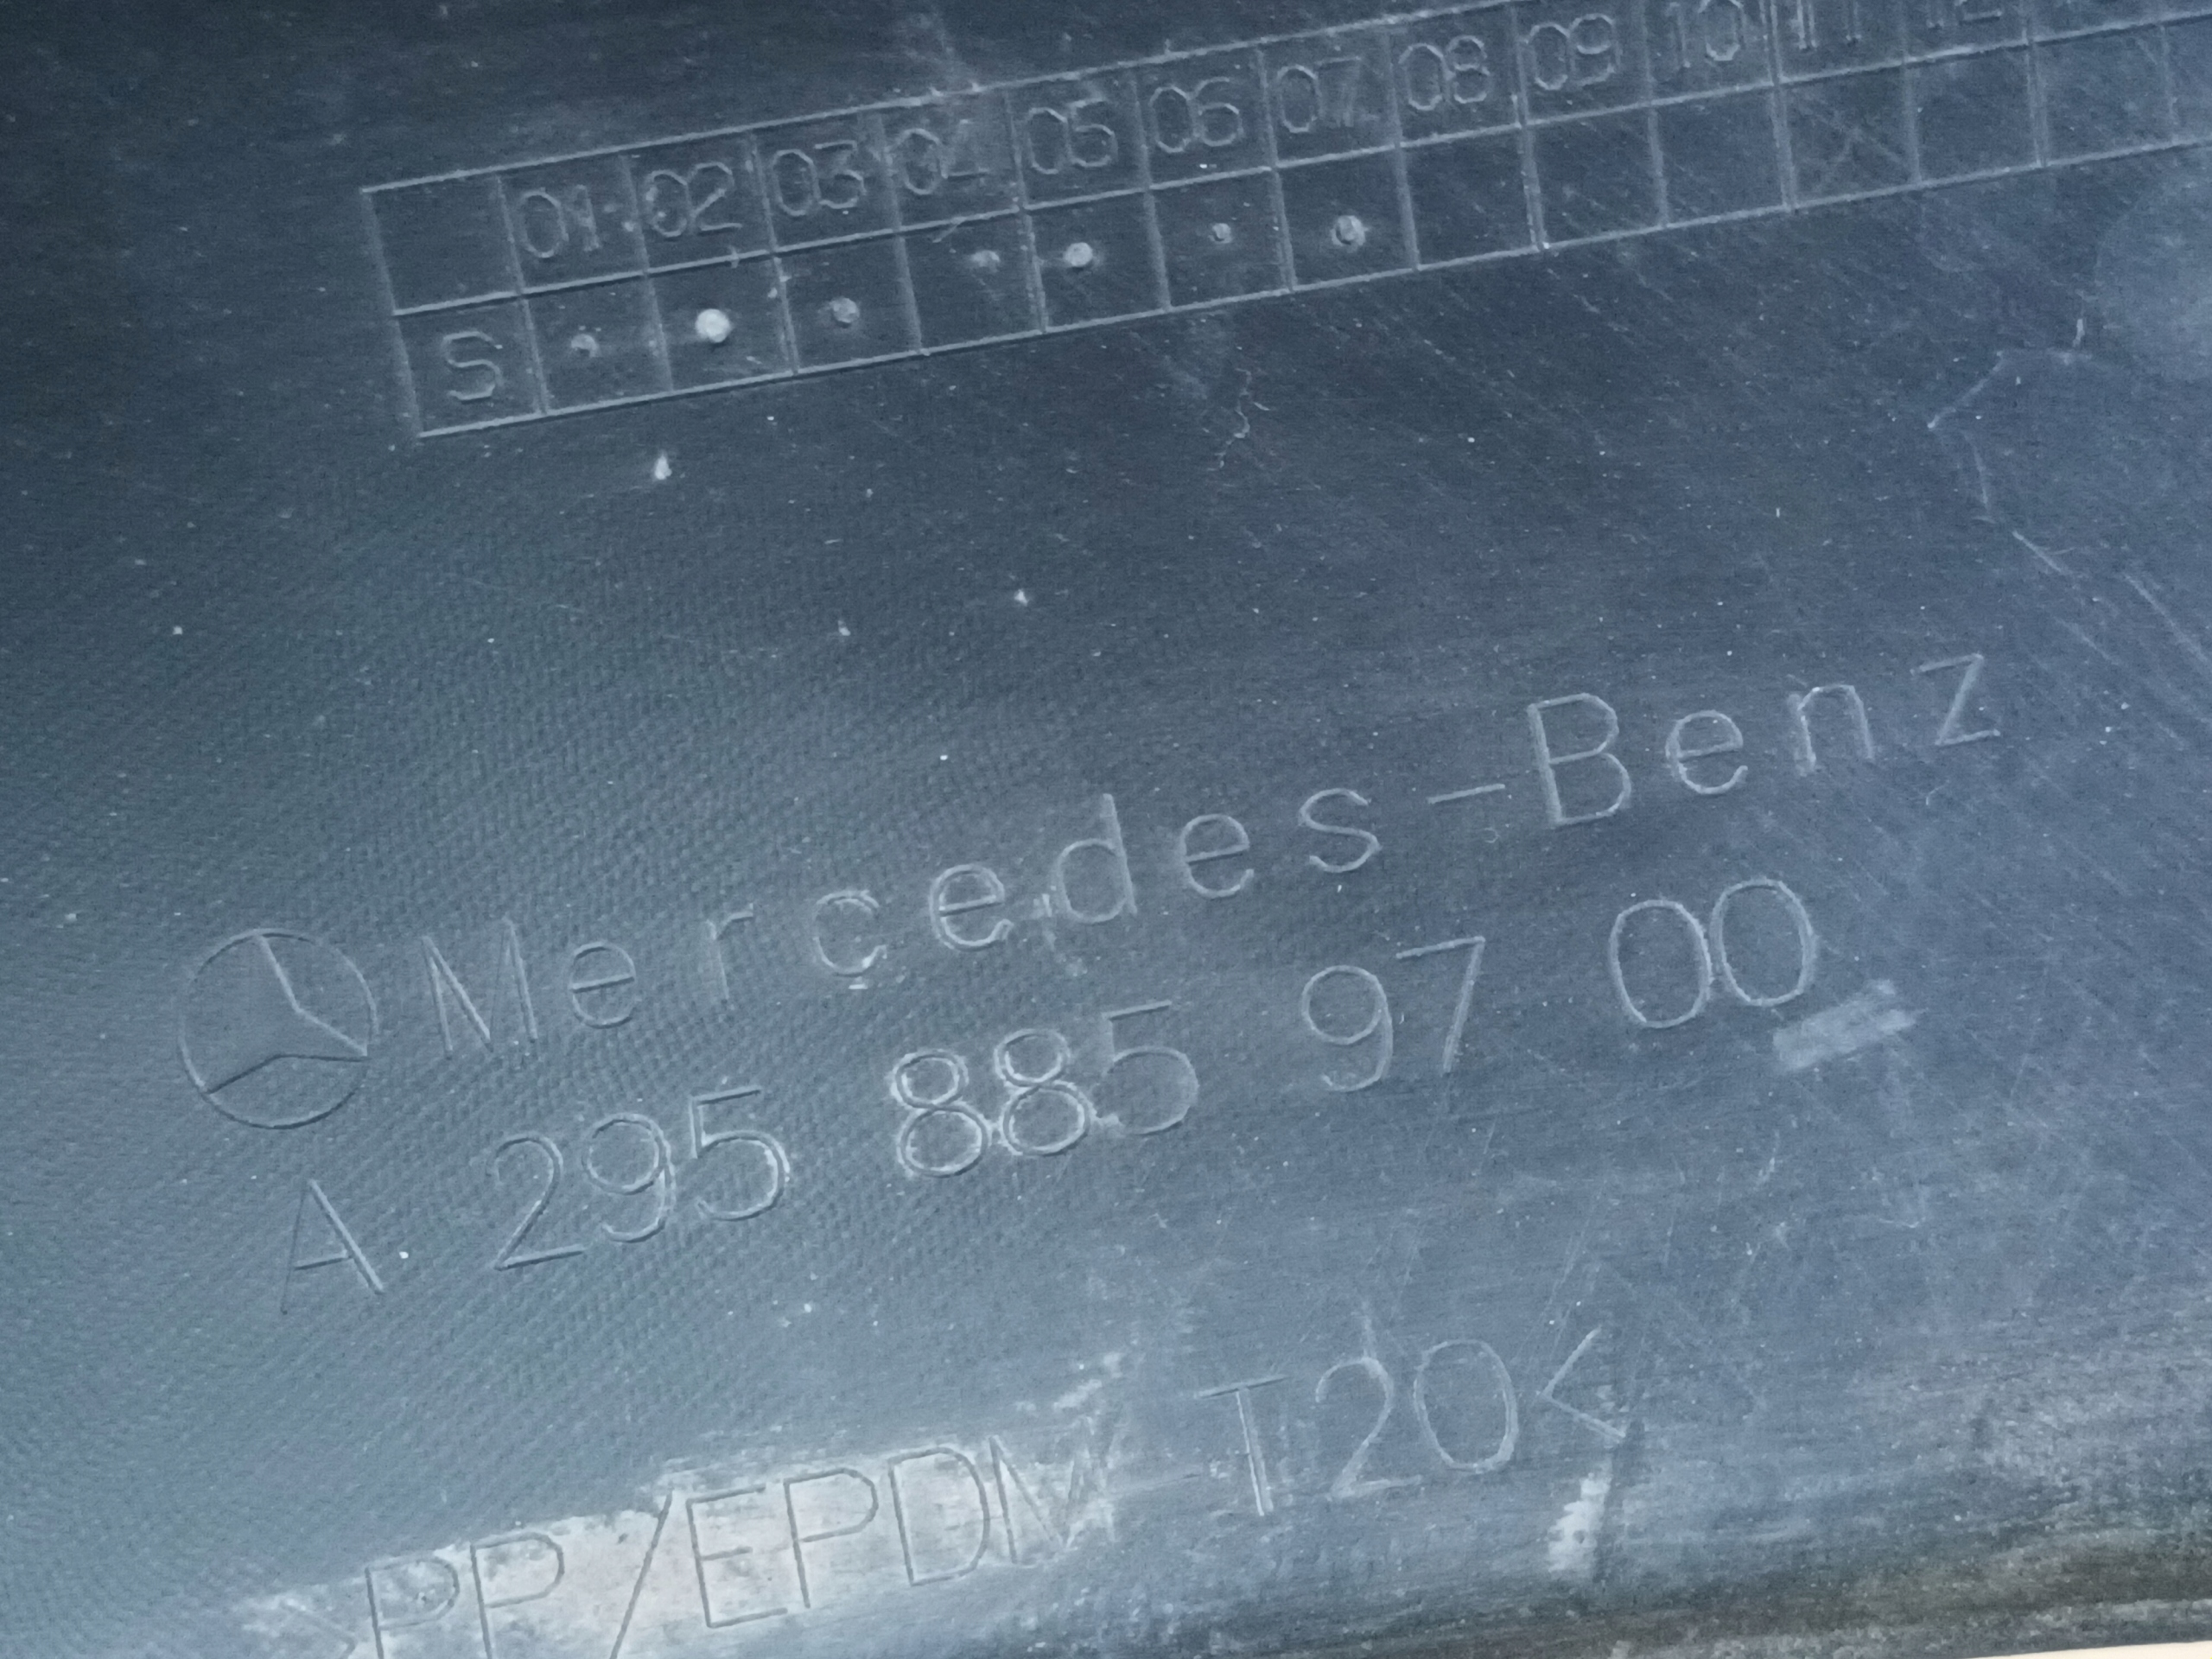 01 02 03 04 05 06 07 08 09 10 11 12
S
Mercedes-Benz
A 295 885 97 00
>PP/EPDM-T20<